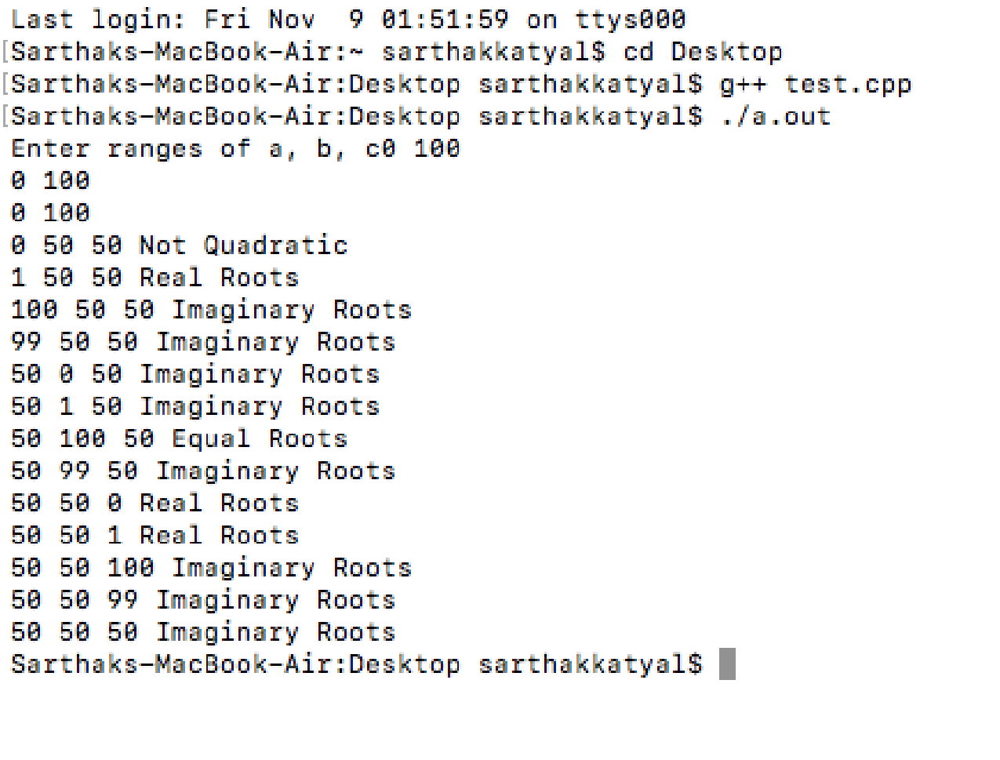 Last login: Fri Nov  9 01:51:59 on ttys000
[Sarthaks-MacBook-Air:~ sarthakkatyal$ cd Desktop
[Sarthaks-MacBook-Air:Desktop sarthakkatyal$ g++ test.cpp
[Sarthaks-MacBook-Air:Desktop sarthakkatyal$ ./a.out
Enter ranges of a, b, c0 100
0 100
0 100
0 50 50 Not Quadratic
1 50 50 Real Roots
100 50 50 Imaginary Roots
99 50 50 Imaginary Roots
50 0 50 Imaginary Roots
50 1 50 Imaginary Roots
50 100 50 Equal Roots
50 99 50 Imaginary Roots
50 50 0 Real Roots
50 50 1 Real Roots
50 50 100 Imaginary Roots
50 50 99 Imaginary Roots
50 50 50 Imaginary Roots
Sarthaks-MacBook-Air:Desktop sarthakkatyal$